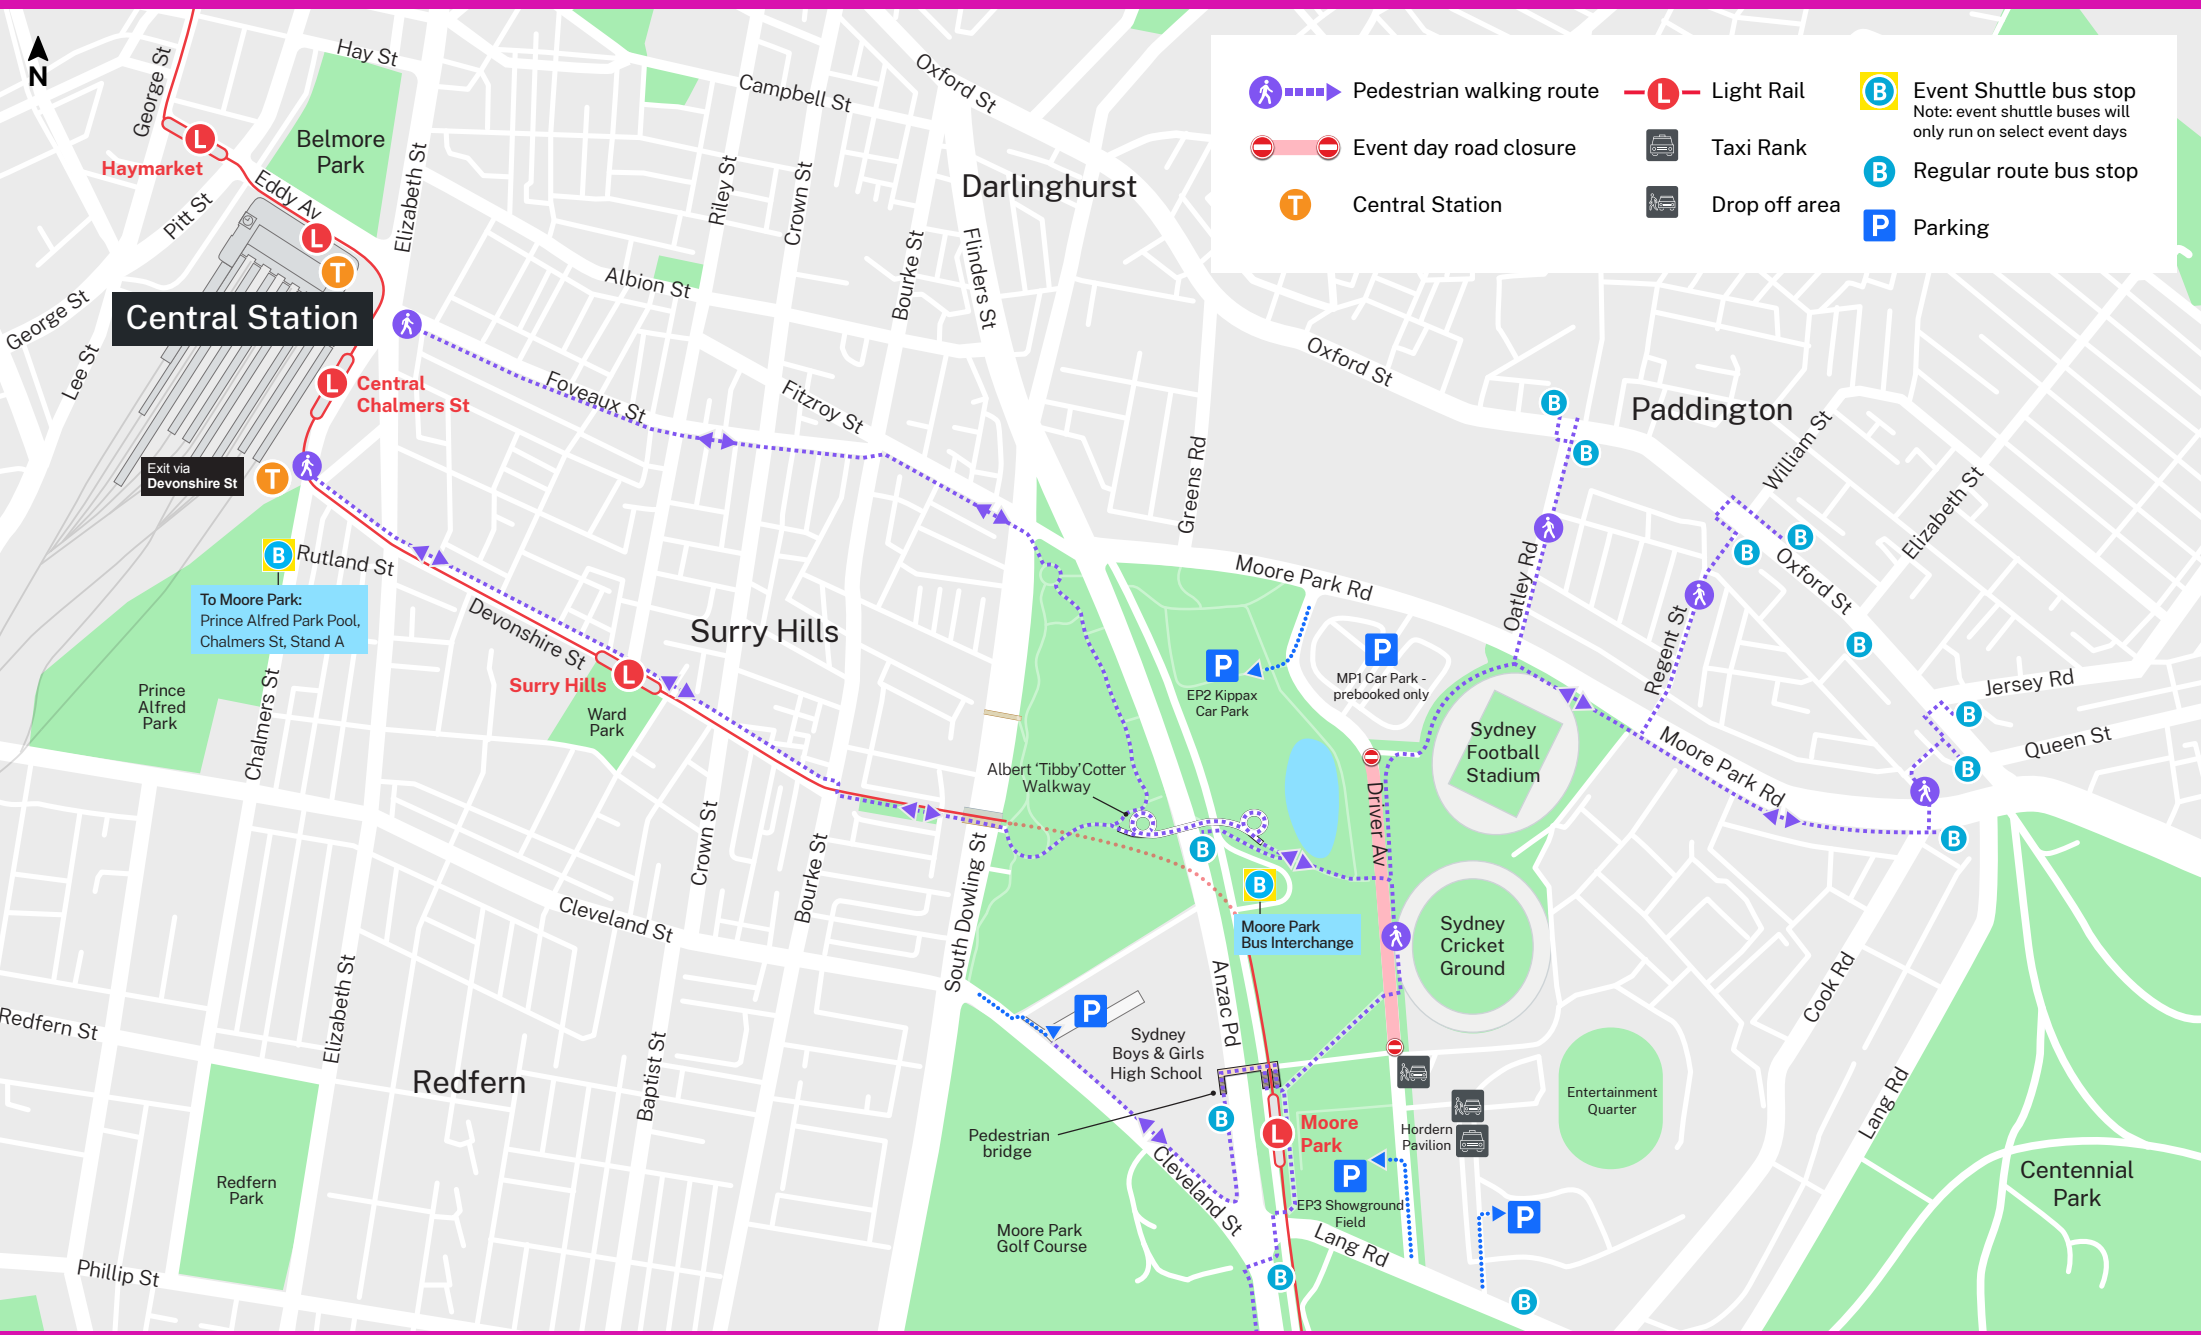 N
George St
Hay St
Campbell St
Oxford St
Pedestrian walking route
Event day road closure
T
Central Station
L
Light Rail
Taxi Rank
Drop off area
B
Event Shuttle bus stop
Note: event shuttle buses will
only run on select event days
B
Regular route bus stop
P
Parking
L
Haymarket
Belmore
Park
Eddy Av
Pitt St
Elizabeth St
Riley St
Crown St
Darlinghurst
Bourke St
Flinders St
Albion St
L
T
Central Station
George St
Lee St
L
Central
Chalmers St
Foveaux St
Fitzroy St
Oxford St
Greens Rd
B
B
Paddington
William St
Elizabeth St
Exit via
Devonshire St
T
B
Rutland St
To Moore Park:
Prince Alfred Park Pool,
Chalmers St, Stand A
Devonshire St
Surry Hills
L
Surry Hills
Ward
Park
Prince
Alfred
Park
Chalmers St
Moore Park Rd
Oatley Rd
Regent St
B
B
Oxford St
B
Jersey Rd
Queen St
B
B
B
P
EP2 Kippax
Car Park
P
MP1 Car Park -
prebooked only
Sydney
Football
Stadium
Moore Park Rd
Albert ‘Tibby’ Cotter
Walkway
Driver Av
B
B
Moore Park
Bus Interchange
Sydney
Cricket
Ground
Crown St
Bourke St
South Dowling St
Cleveland St
Anzac Pd
Cook Rd
Lang Rd
Redfern St
Elizabeth St
Redfern
Baptist St
P
Sydney
Boys & Girls
High School
Pedestrian
bridge
B
L
Moore
Park
Hordern
Pavilion
Entertainment
Quarter
P
EP3 Showground
Field
P
Cleveland St
Lang Rd
B
B
Centennial
Park
Moore Park
Golf Course
Redfern
Park
Phillip St